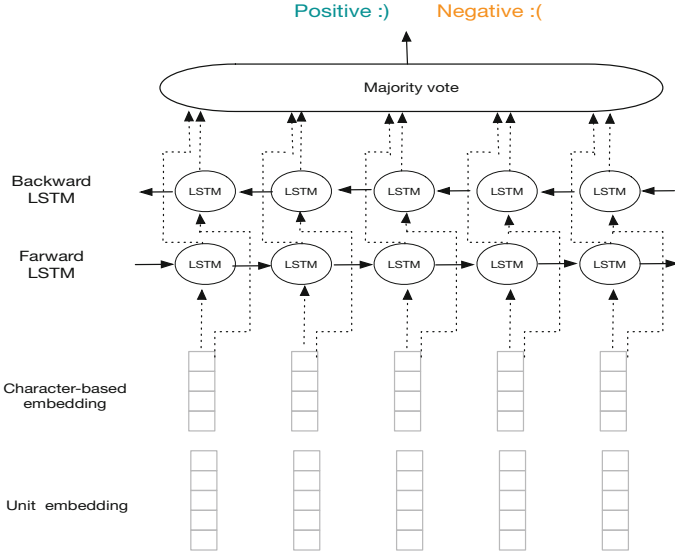 Positive :) Negative :(
Majority vote
Backward
LSTM
LSTM LSTM LSTM LSTM LSTM
Farward
LSTM
LSTM LSTM LSTM LSTM LSTM
Character-based
embedding
Unit embedding